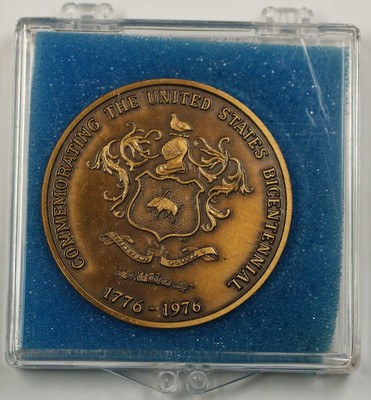 COMMEMORATING THE UNITED STATES BICENTENNIAL
1776 - 1976